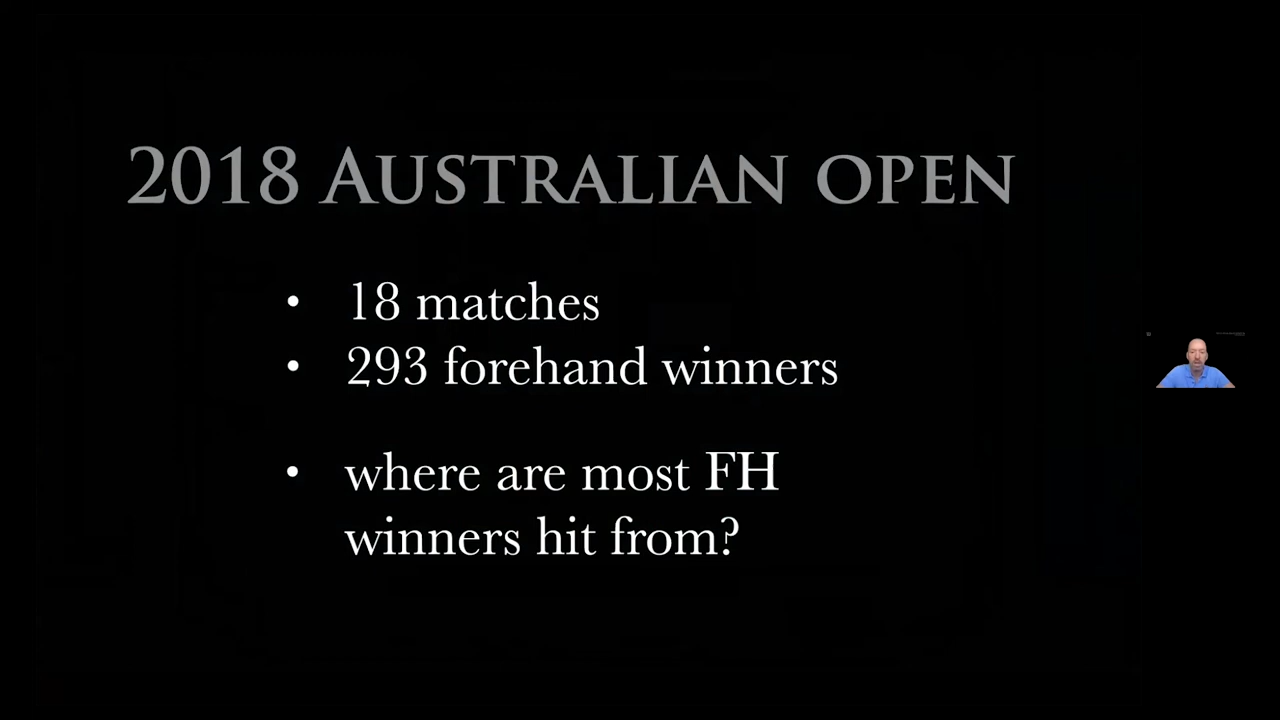 2018 AUSTRALIAN OPEN
• 18 matches
• 293 forehand winners
• where are most FH
winners hit from?